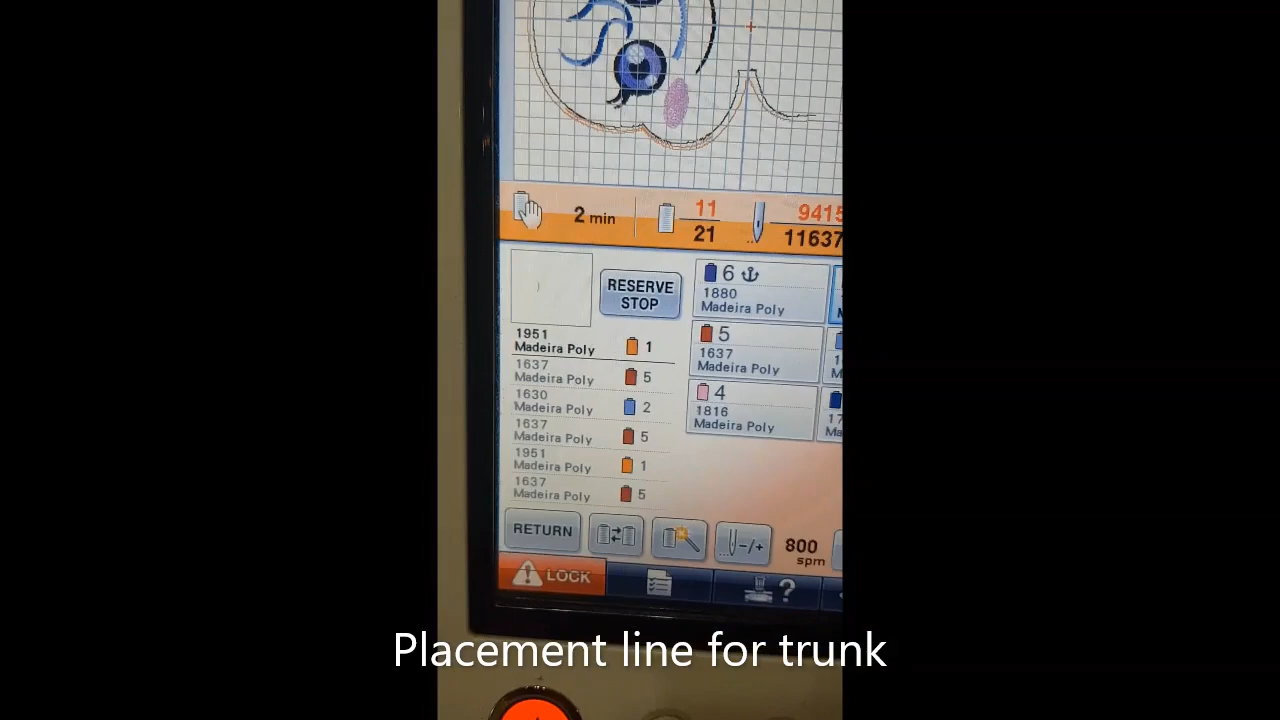 2 min
11
21
9415
11637
RESERVE
STOP
6
1880
Madeira Poly
5
1637
Madeira Poly
4
1816
Madeira Poly
1951
Madeira Poly
1
1637
Madeira Poly
5
1630
Madeira Poly
2
1637
Madeira Poly
5
1951
Madeira Poly
1
1637
Madeira Poly
5
RETURN
-/+
800
spm
LOCK
?
Placement line for trunk